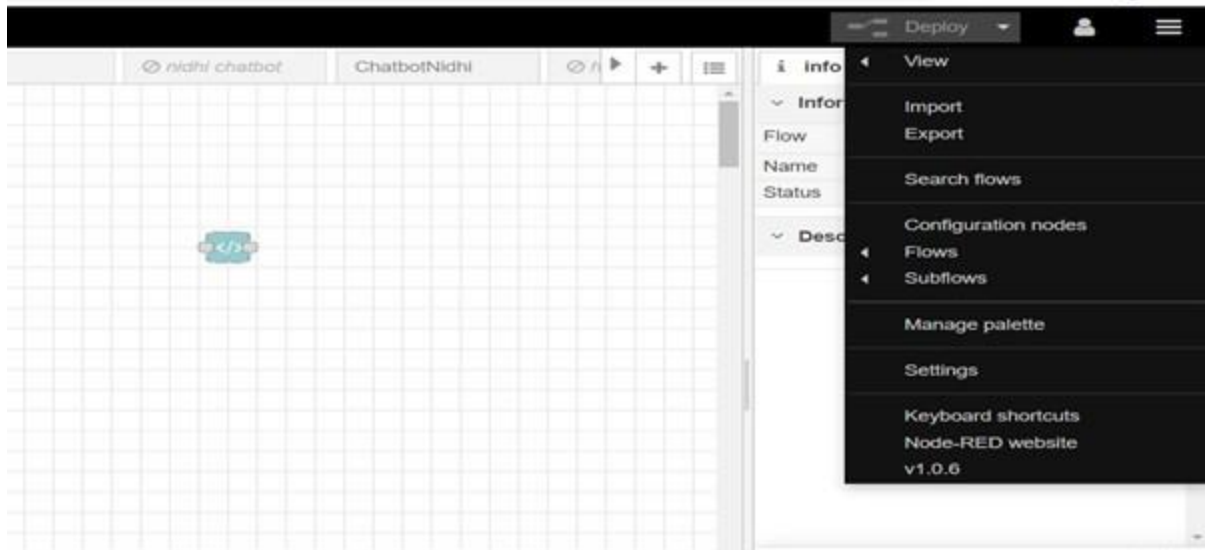 Deploy
nidhi chatbot
ChatbotNidhi
info
Infor
Flow
Name
Status
Desc
View
Import
Export
Search flows
Configuration nodes
Flows
Subflows
Manage palette
Settings
Keyboard shortcuts
Node-RED website
v1.0.6